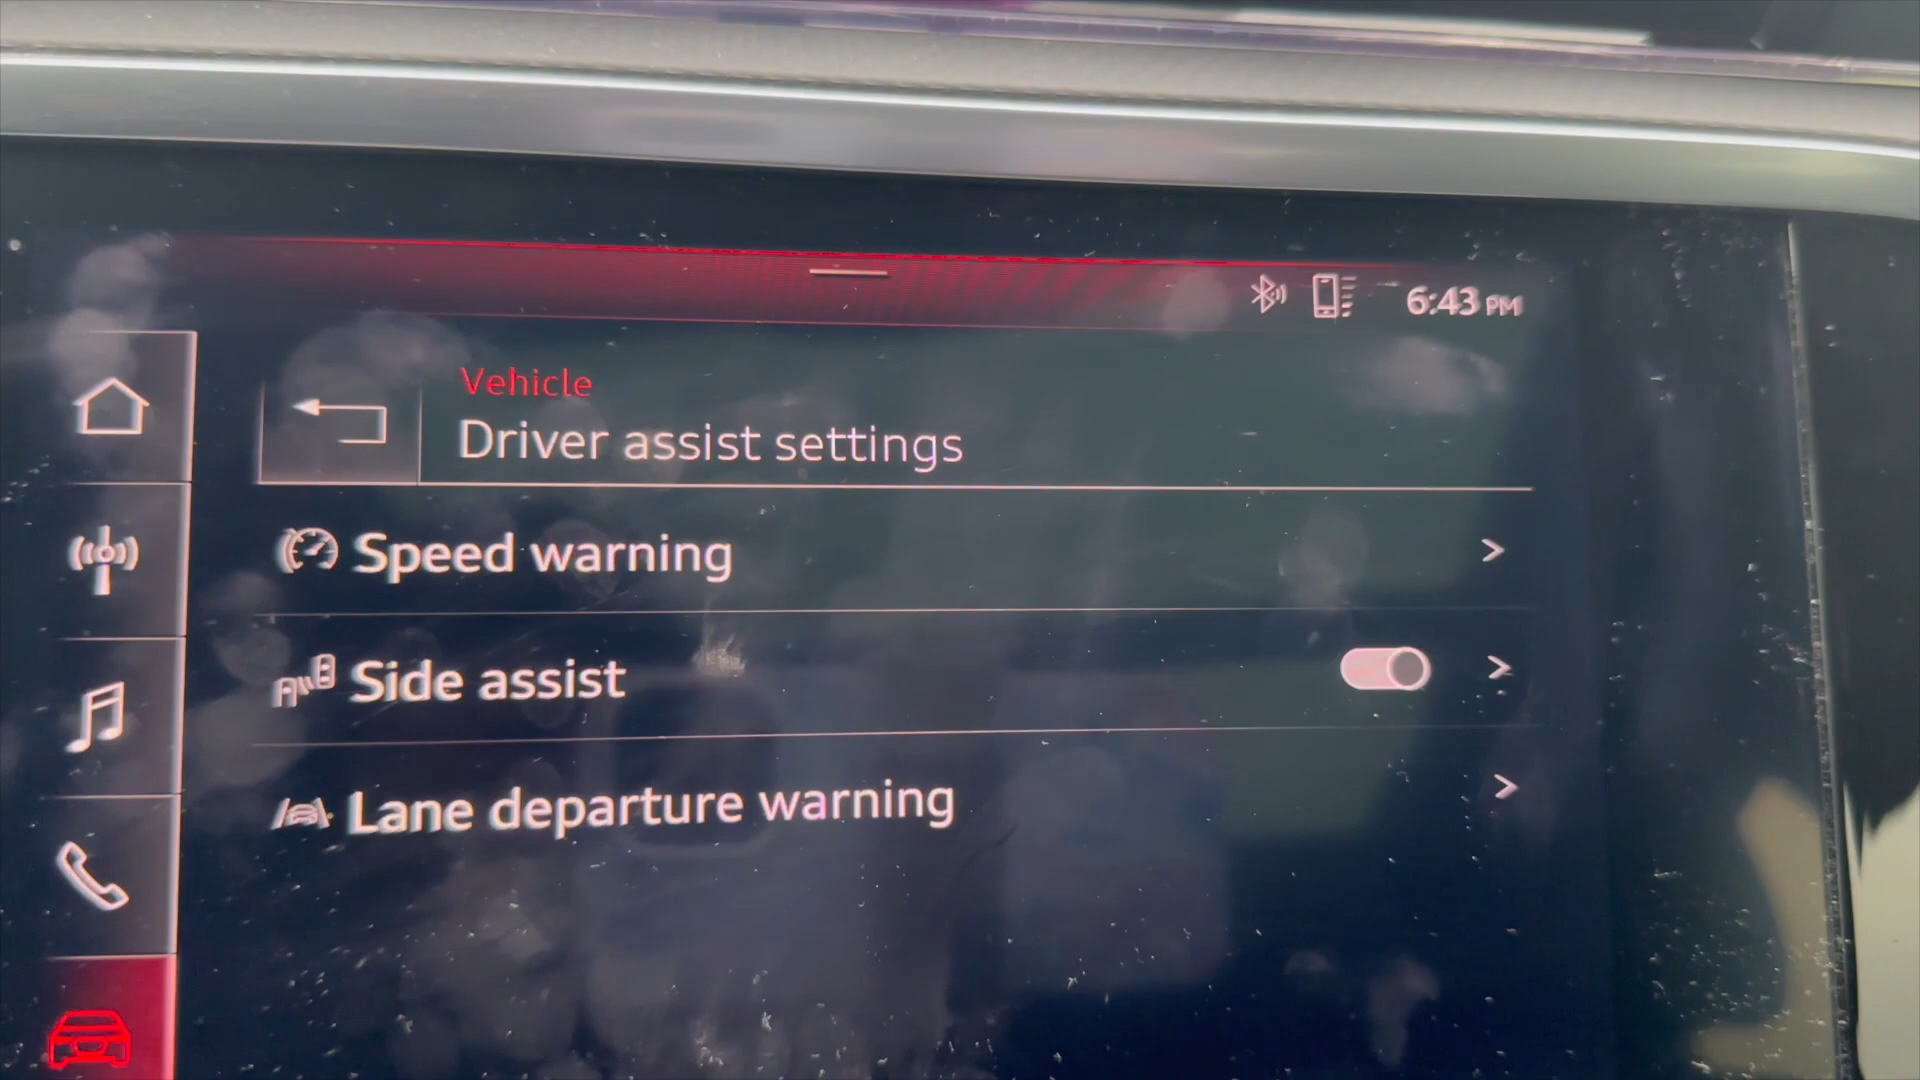 6:43 PM
Vehicle
Driver assist settings
Speed warning
Side assist
Lane departure warning